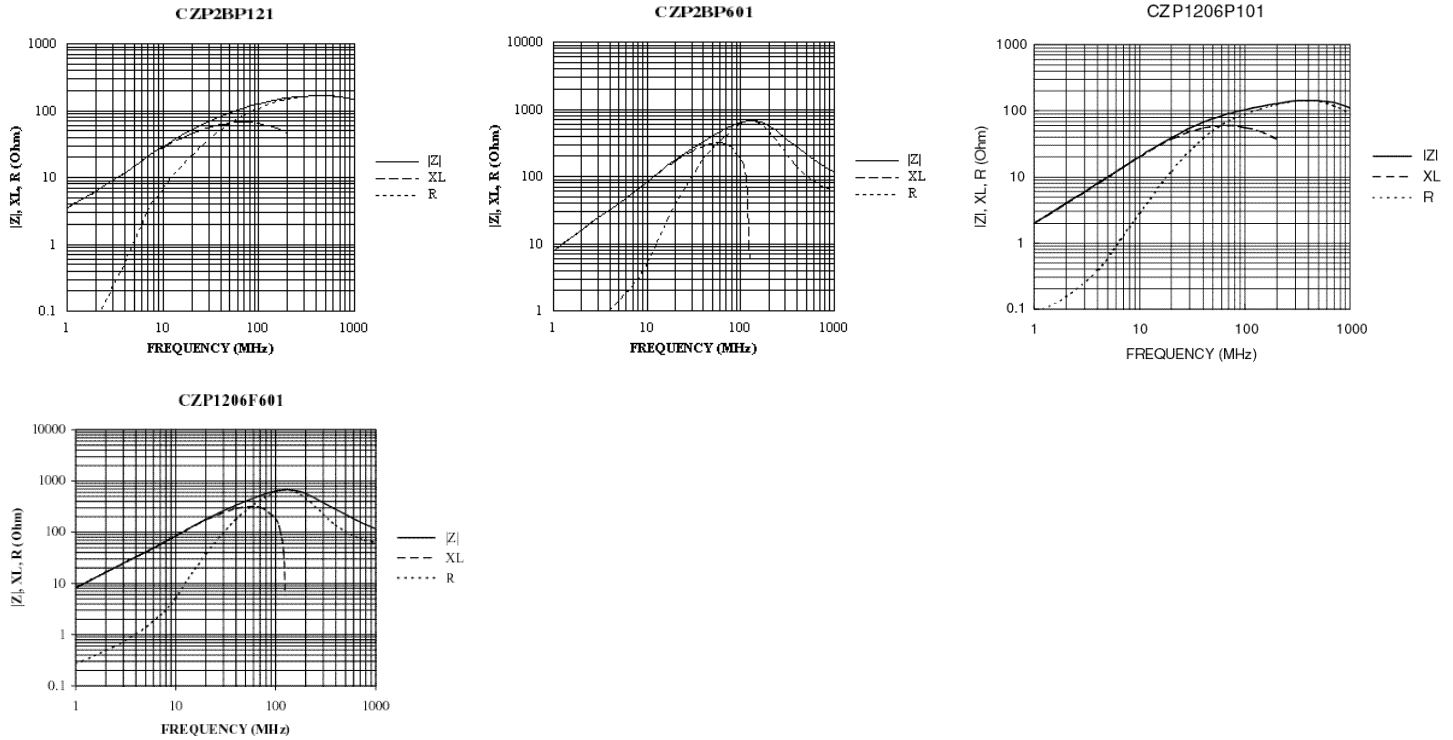 CZP2BP121
1000
100
10
1
0.1
|Z|, XL, R (Ohm)
1 10 100 1000
FREQUENCY (MHz)
|Z|
XL
R
CZP2BP601
10000
1000
100
10
1
|Z|, XL, R (Ohm)
1 10 100 1000
FREQUENCY (MHz)
|Z|
XL
R
CZP1206P101
1000
100
10
1
0.1
|Z|, XL, R (Ohm)
1 10 100 1000
FREQUENCY (MHz)
|Z|
XL
R
CZP1206F601
10000
1000
100
10
1
0.1
|Z|, XL, R (Ohm)
1 10 100 1000
FREQUENCY (MHz)
|Z|
XL
R